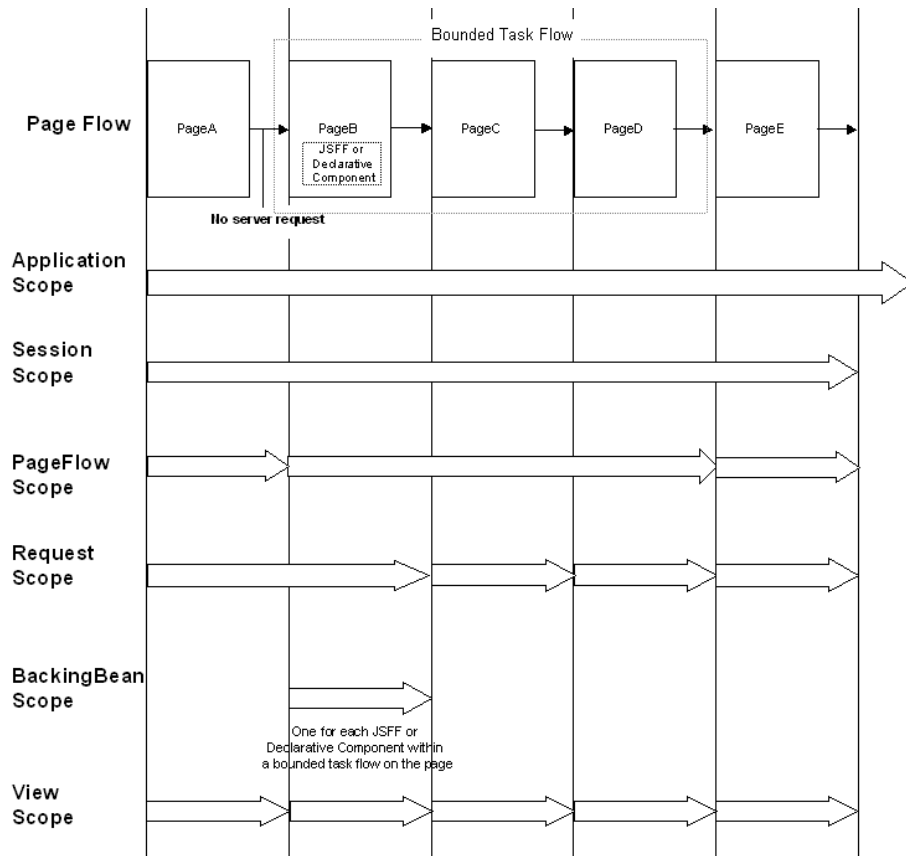 Bounded Task Flow
Page Flow
PageA
PageB
PageC
PageD
PageE
JSFF or
Declarative
Component
No server request
Application
Scope
Session
Scope
PageFlow
Scope
Request
Scope
BackingBean
Scope
One for each JSFF or
Declarative Component within
a bounded task flow on the page
View
Scope